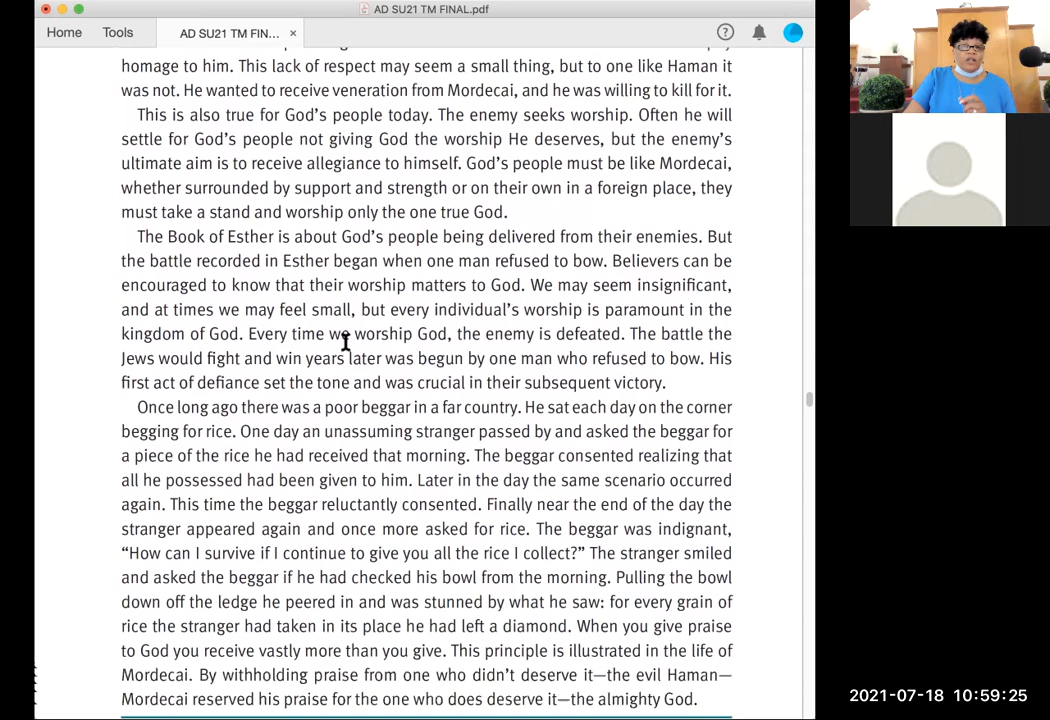 AD SU21 TM FINAL.pdf
Home Tools AD SU21 TM FIN... ×
homage to him. This lack of respect may seem a small thing, but to one like Haman it
was not. He wanted to receive veneration from Mordecai, and he was willing to kill for it.
This is also true for God’s people today. The enemy seeks worship. Often he will
settle for God’s people not giving God the worship He deserves, but the enemy’s
ultimate aim is to receive allegiance to himself. God’s people must be like Mordecai,
whether surrounded by support and strength or on their own in a foreign place, they
must take a stand and worship only the one true God.
The Book of Esther is about God’s people being delivered from their enemies. But
the battle recorded in Esther began when one man refused to bow. Believers can be
encouraged to know that their worship matters to God. We may seem insignificant,
and at times we may feel small, but every individual’s worship is paramount in the
kingdom of God. Every time we worship God, the enemy is defeated. The battle the
Jews would fight and win years later was begun by one man who refused to bow. His
first act of defiance set the tone and was crucial in their subsequent victory.
Once long ago there was a poor beggar in a far country. He sat each day on the corner
begging for rice. One day an unassuming stranger passed by and asked the beggar for
a piece of the rice he had received that morning. The beggar consented realizing that
all he possessed had been given to him. Later in the day the same scenario occurred
again. This time the beggar reluctantly consented. Finally near the end of the day the
stranger appeared again and once more asked for rice. The beggar was indignant,
“How can I survive if I continue to give you all the rice I collect?” The stranger smiled
and asked the beggar if he had checked his bowl from the morning. Pulling the bowl
down off the ledge he peered in and was stunned by what he saw: for every grain of
rice the stranger had taken in its place he had left a diamond. When you give praise
to God you receive vastly more than you give. This principle is illustrated in the life of
Mordecai. By withholding praise from one who didn’t deserve it—the evil Haman—
Mordecai reserved his praise for the one who does deserve it—the almighty God.
2021-07-18 10:59:25